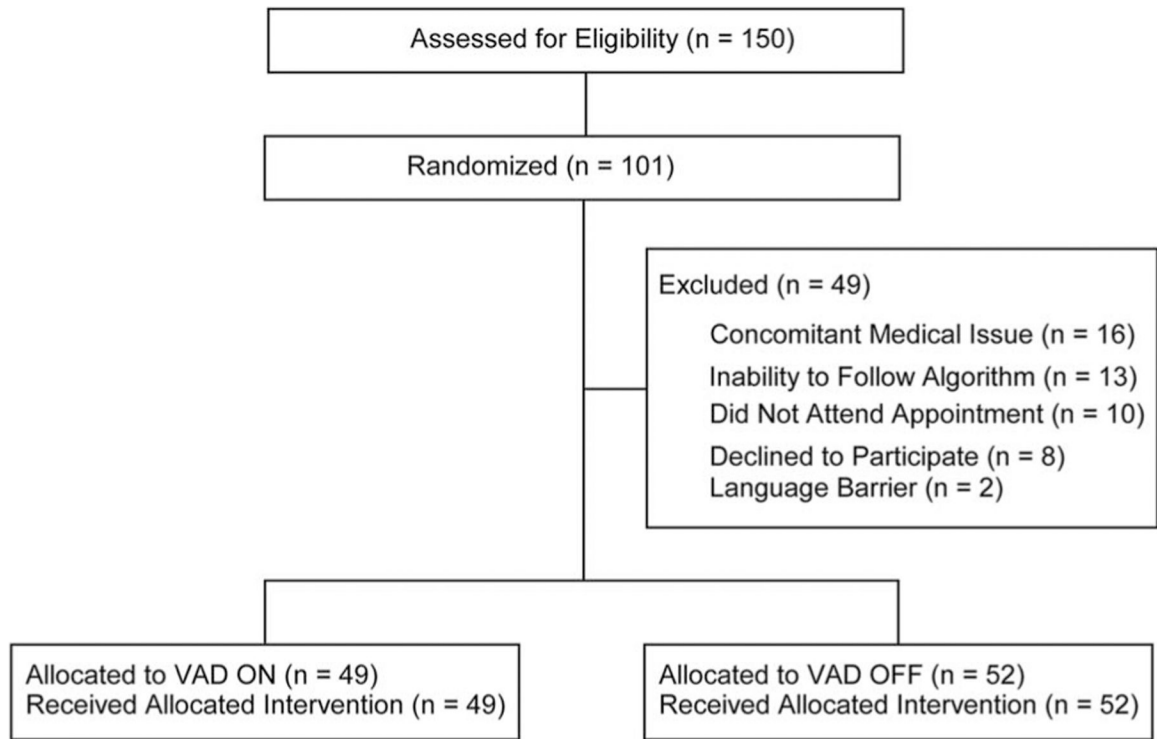 Assessed for Eligibility (n = 150)
Randomized (n = 101)
Excluded (n = 49)
Concomitant Medical Issue (n = 16)
Inability to Follow Algorithm (n = 13)
Did Not Attend Appointment (n = 10)
Declined to Participate (n = 8)
Language Barrier (n = 2)
Allocated to VAD ON (n = 49)
Received Allocated Intervention (n = 49)
Allocated to VAD OFF (n = 52)
Received Allocated Intervention (n = 52)